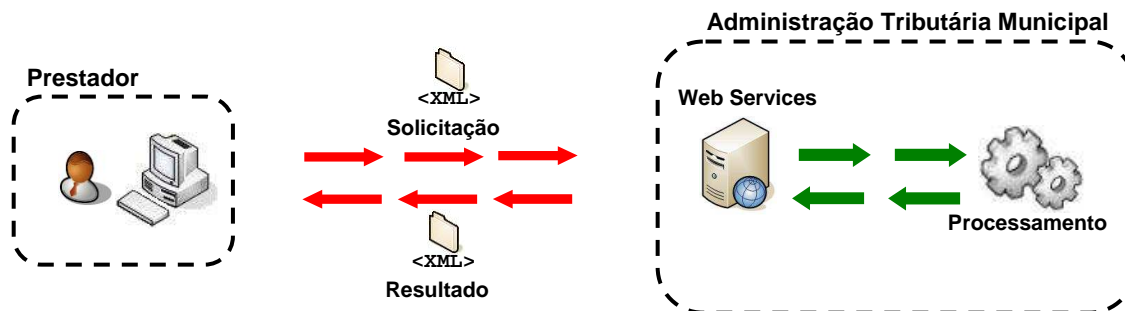 Administração Tributária Municipal
Prestador
<XML>
Solicitação
Web Services
Processamento
<XML>
Resultado